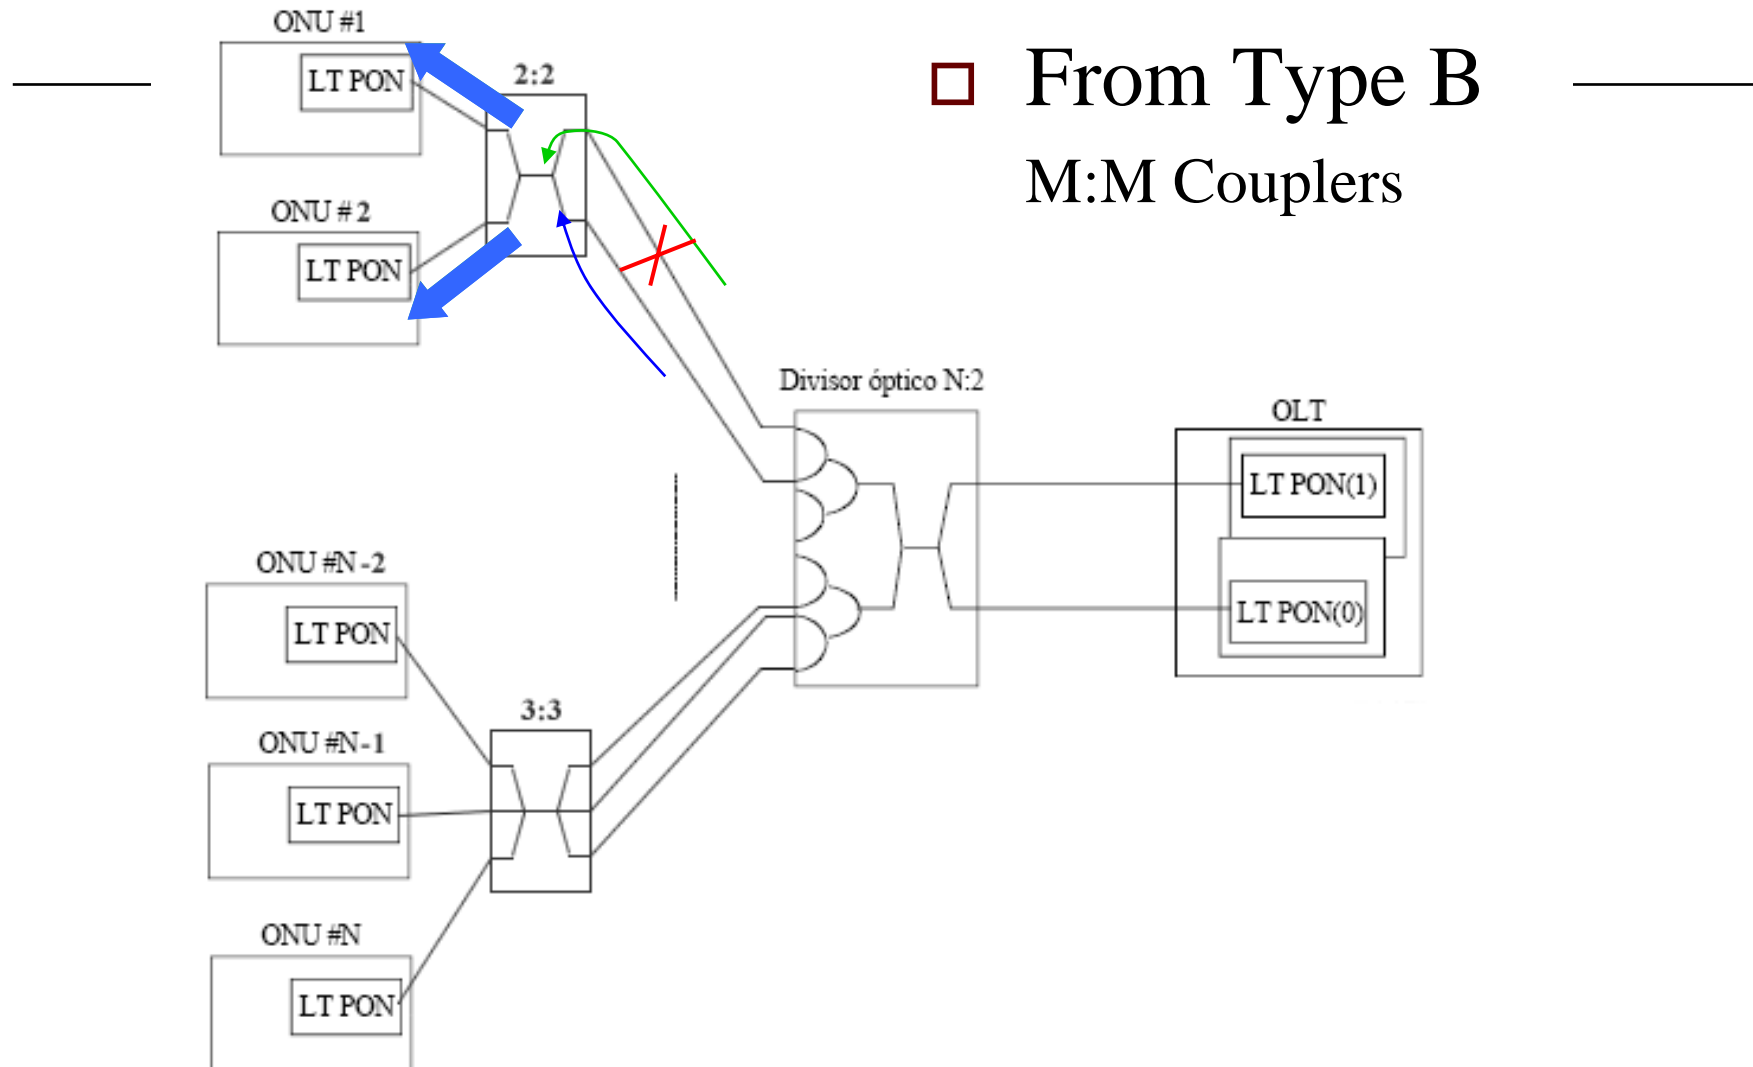 From Type B
M:M Couplers
ONU #1
LT PON
2:2
ONU # 2
LT PON
Divisor óptico N:2
OLT
LT PON(1)
LT PON(0)
ONU #N-2
LT PON
3:3
ONU #N-1
LT PON
ONU #N
LT PON